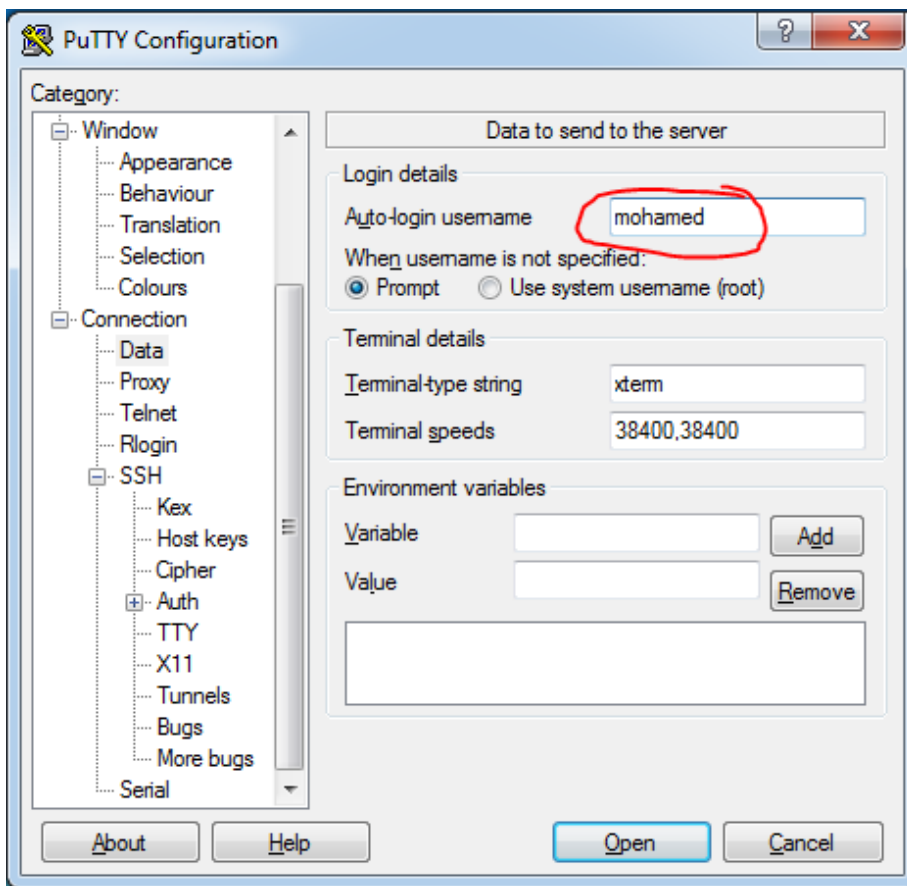 PuTTY Configuration
Category:
Window
Appearance
Behaviour
Translation
Selection
Colours
Connection
Data
Proxy
Telnet
Rlogin
SSH
Kex
Host keys
Cipher
Auth
TTY
X11
Tunnels
Bugs
More bugs
Serial
Data to send to the server
Login details
Auto-login username mohamed
When username is not specified:
Prompt Use system username (root)
Terminal details
Terminal-type string xterm
Terminal speeds 38400,38400
Environment variables
Variable Add
Value Remove
About Help Open Cancel